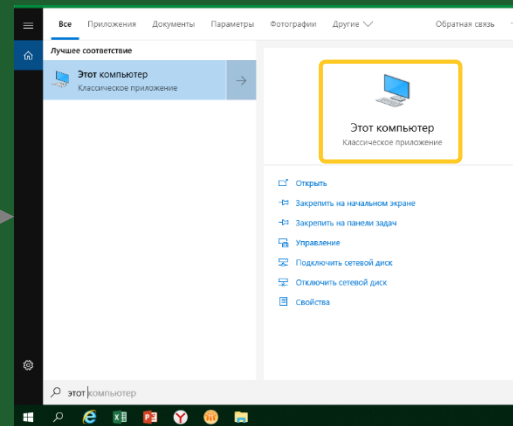 Все Приложения Документы Параметры Фотографии Другие Обратная связь
Лучшее соответствие
Этот компьютер
Классическое приложение
Этот компьютер
Классическое приложение
Открыть
Закрепить на начальном экране
Закрепить на панели задач
Управление
Подключить сетевой диск
Отключить сетевой диск
Свойства
этот компьютер